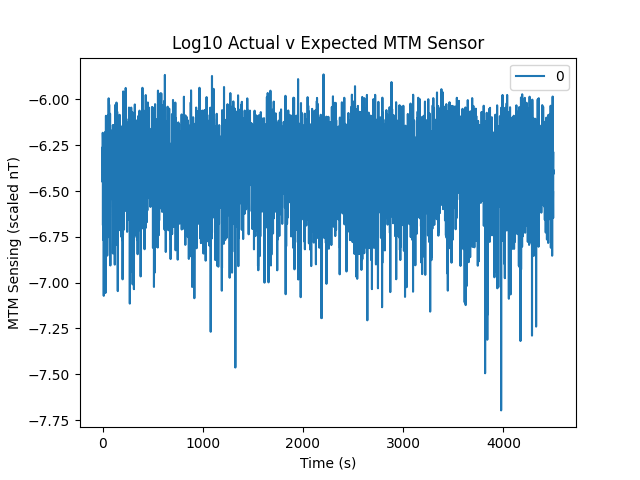 Log10 Actual v Expected MTM Sensor
0
−6.00
−6.25
−6.50
−6.75
−7.00
−7.25
−7.50
−7.75
MTM Sensing (scaled nT)
0 1000 2000 3000 4000
Time (s)